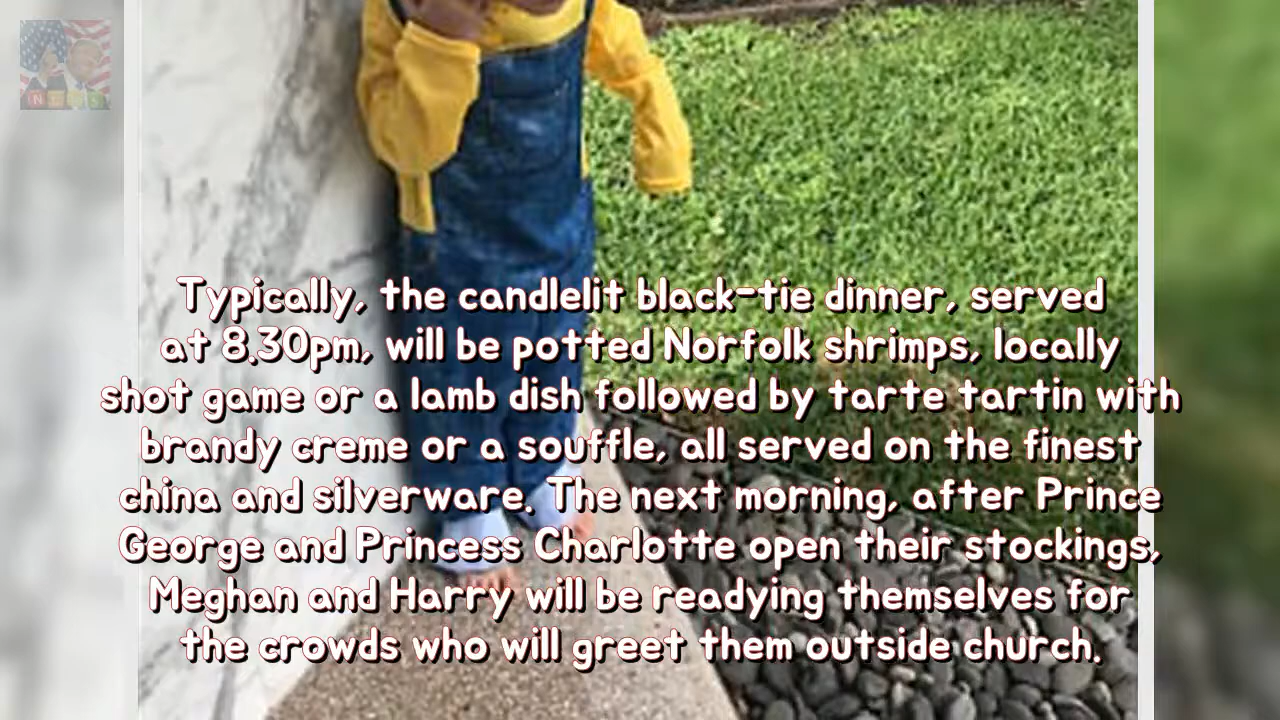 Typically, the candlelit black-tie dinner, served
at 8.30pm, will be potted Norfolk shrimps, locally
shot game or a lamb dish followed by tarte tartin with
brandy creme or a souffle, all served on the finest
china and silverware. The next morning, after Prince
George and Princess Charlotte open their stockings,
Meghan and Harry will be readying themselves for
the crowds who will greet them outside church.